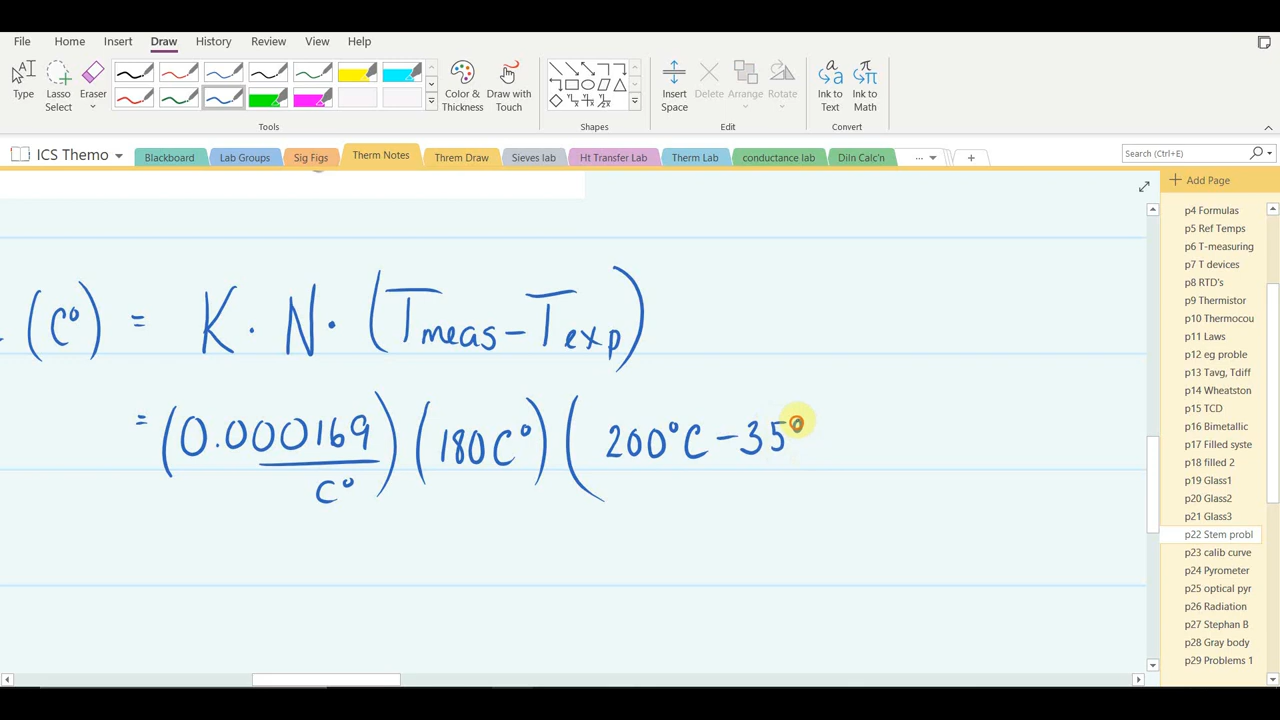 File Home Insert Draw History Review View Help
Type Lasso Select Eraser Color & Thickness Draw with Touch Insert Space Delete Arrange Rotate Ink to Text Ink to Math
Tools Shapes Edit Convert
ICS Themo Blackboard Lab Groups Sig Figs Therm Notes Threm Draw Sieves lab Ht Transfer Lab Therm Lab conductance lab Diln Calc'n ... + Search (Ctrl+E)
+ Add Page
p4 Formulas
p5 Ref Temps
p6 T-measuring
p7 T devices
p8 RTD's
p9 Thermistor
p10 Thermocou
p11 Laws
p12 eg proble
p13 Tavg, Tdiff
p14 Wheatston
p15 TCD
p16 Bimetallic
p17 Filled syste
p18 filled 2
p19 Glass1
p20 Glass2
p21 Glass3
p22 Stem probl
p23 calib curve
p24 Pyrometer
p25 optical pyr
p26 Radiation
p27 Stephan B
p28 Gray body
p29 Problems 1
(C°) = K · N · (Tmeas – Texp)
= (0.000169/C°) (180C°) (200°C – 35°